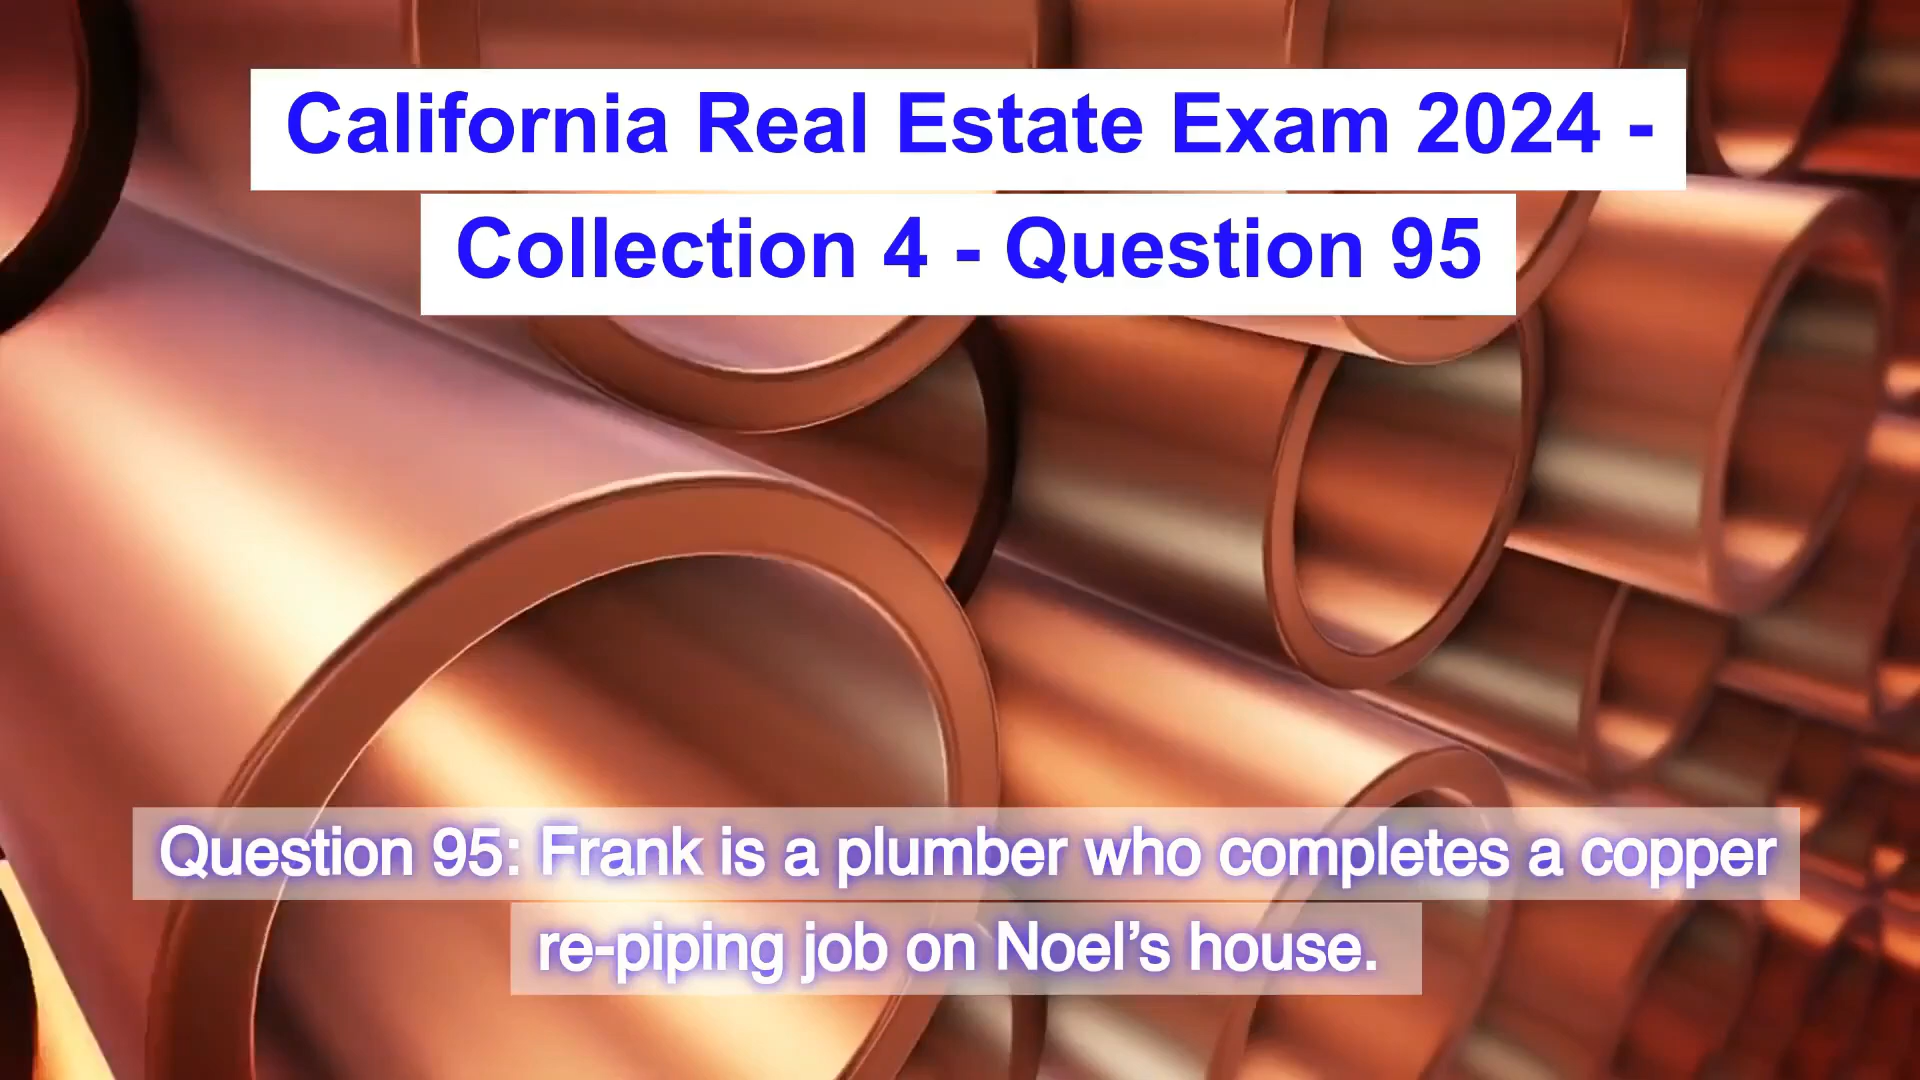 California Real Estate Exam 2024 -
Collection 4 - Question 95
Question 95: Frank is a plumber who completes a copper
re-piping job on Noel’s house.